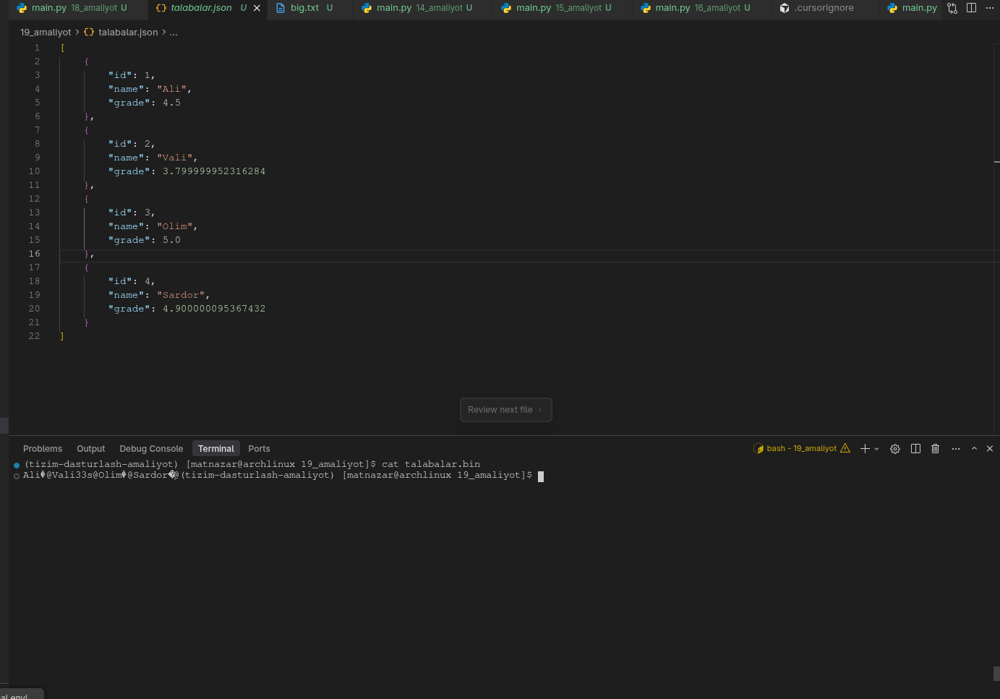 main.py 18_amaliyot U talabalar.json U big.txt U main.py 14_amaliyot U main.py 15_amaliyot U main.py 16_amaliyot U .cursorignore main.py
19_amaliyot > {} talabalar.json > ...
1 [
2 {
3 "id": 1,
4 "name": "Ali",
5 "grade": 4.5
6 },
7 {
8 "id": 2,
9 "name": "Vali",
10 "grade": 3.799999952316284
11 },
12 {
13 "id": 3,
14 "name": "Olim",
15 "grade": 5.0
16 },
17 {
18 "id": 4,
19 "name": "Sardor",
20 "grade": 4.900000095367432
21 }
22 ]
Review next file >
Problems Output Debug Console Terminal Ports bash - 19_amaliyot
(tizim-dasturlash-amaliyot) [matnazar@archlinux 19_amaliyot]$ cat talabalar.bin
Ali�@Vali33s@Olim�@Sardor�@(tizim-dasturlash-amaliyot) [matnazar@archlinux 19_amaliyot]$